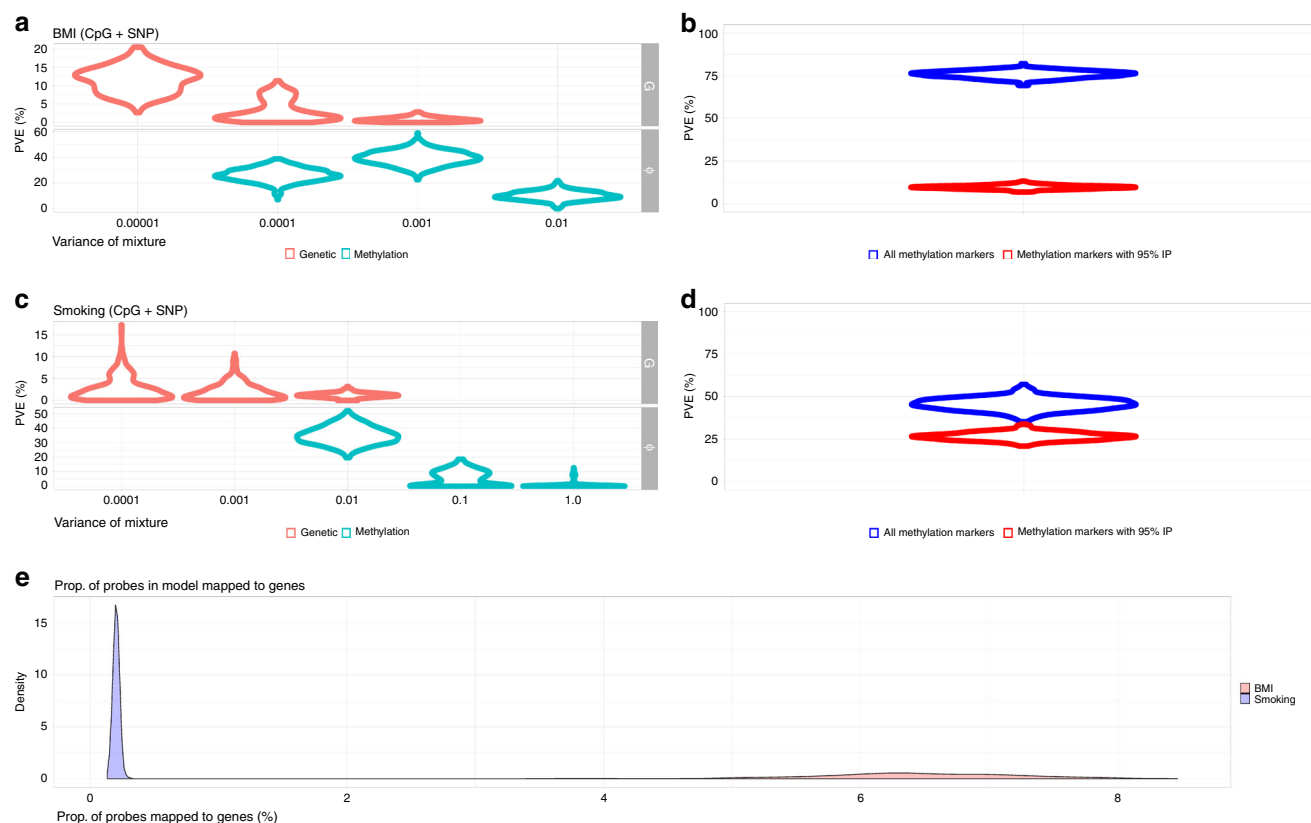 a
BMI (CpG + SNP)
20
15
10
5
0
G
60
40
20
0
ϕ
PVE (%)
0.00001 0.0001 0.001 0.01
Variance of mixture
Genetic Methylation
b
100
75
50
25
0
PVE (%)
All methylation markers Methylation markers with 95% IP
c
Smoking (CpG + SNP)
15
10
5
0
G
50
40
30
20
10
0
ϕ
PVE (%)
0.0001 0.001 0.01 0.1 1.0
Variance of mixture
Genetic Methylation
d
100
75
50
25
0
PVE (%)
All methylation markers Methylation markers with 95% IP
e
Prop. of probes in model mapped to genes
15
10
5
0
Density
0 2 4 6 8
Prop. of probes mapped to genes (%)
BMI
Smoking